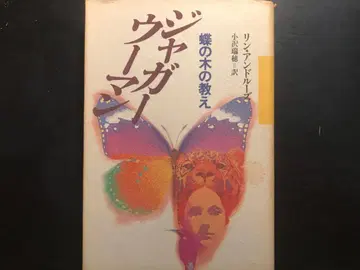 ジャガーウーマン
蝶の木の教え
リン・アンドルーズ
小沢瑞穂=訳